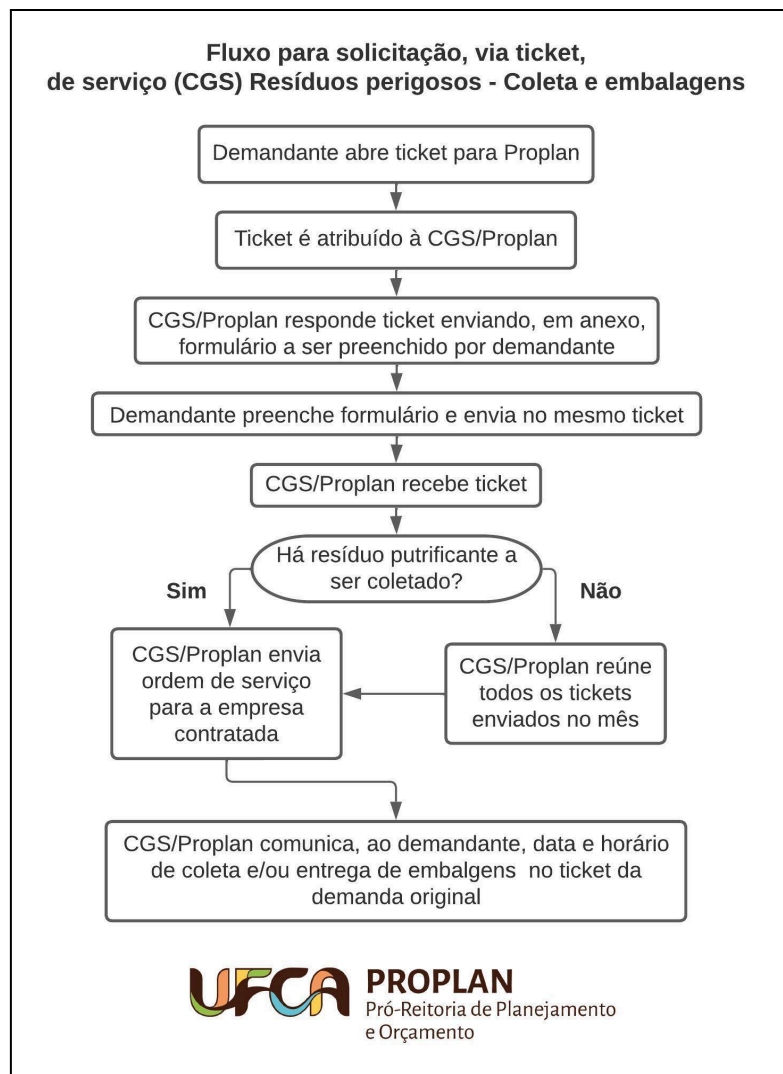 Fluxo para solicitação, via ticket,
de serviço (CGS) Resíduos perigosos - Coleta e embalagens
Demandante abre ticket para Proplan
Ticket é atribuído à CGS/Proplan
CGS/Proplan responde ticket enviando, em anexo,
formulário a ser preenchido por demandante
Demandante preenche formulário e envia no mesmo ticket
CGS/Proplan recebe ticket
Há resíduo putrificante a
ser coletado?
Sim
Não
CGS/Proplan envia
ordem de serviço
para a empresa
contratada
CGS/Proplan reúne
todos os tickets
enviados no mês
CGS/Proplan comunica, ao demandante, data e horário
de coleta e/ou entrega de embalgens no ticket da
demanda original
UFCA
PROPLAN
Pró-Reitoria de Planejamento
e Orçamento